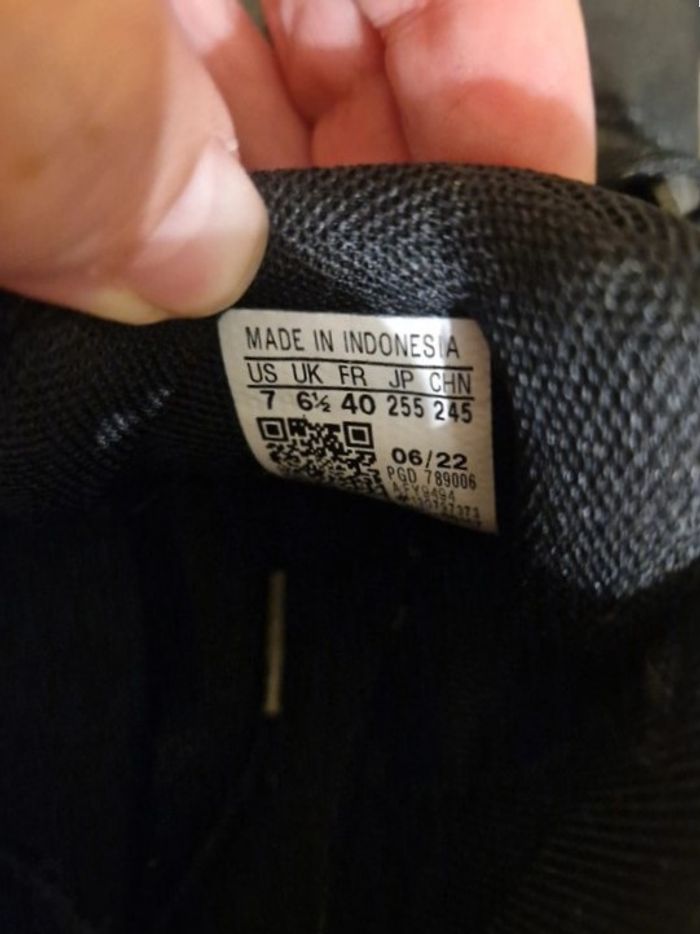 MADE IN INDONESIA
US UK FR JP CHN
7 6½ 40 255 245
06/22
PGD 789006